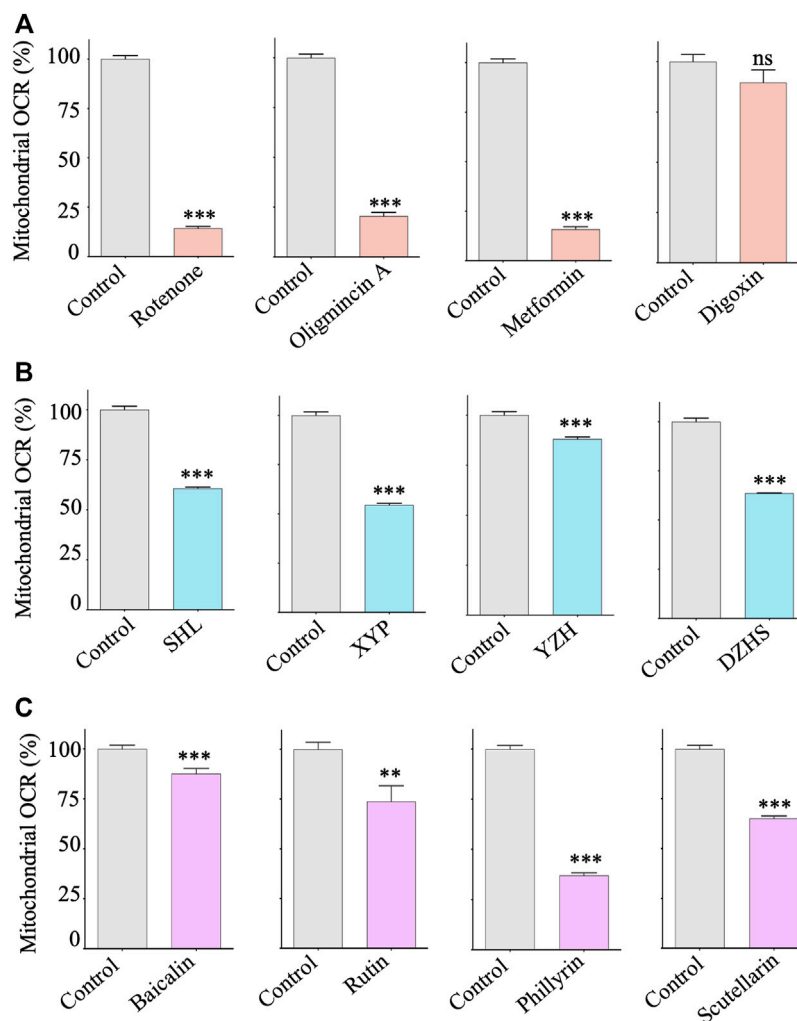 A
Mitochondrial OCR (%)
100
75
50
25
0
ns
***
***
***
Control
Rotenone
Control
Oligmincin A
Control
Metformin
Control
Digoxin
B
Mitochondrial OCR (%)
100
75
50
25
0
***
***
***
***
Control
SHL
Control
XYP
Control
YZH
Control
DZHS
C
Mitochondrial OCR (%)
100
75
50
25
0
***
**
***
***
Control
Baicalin
Control
Rutin
Control
Phillyrin
Control
Scutellarin